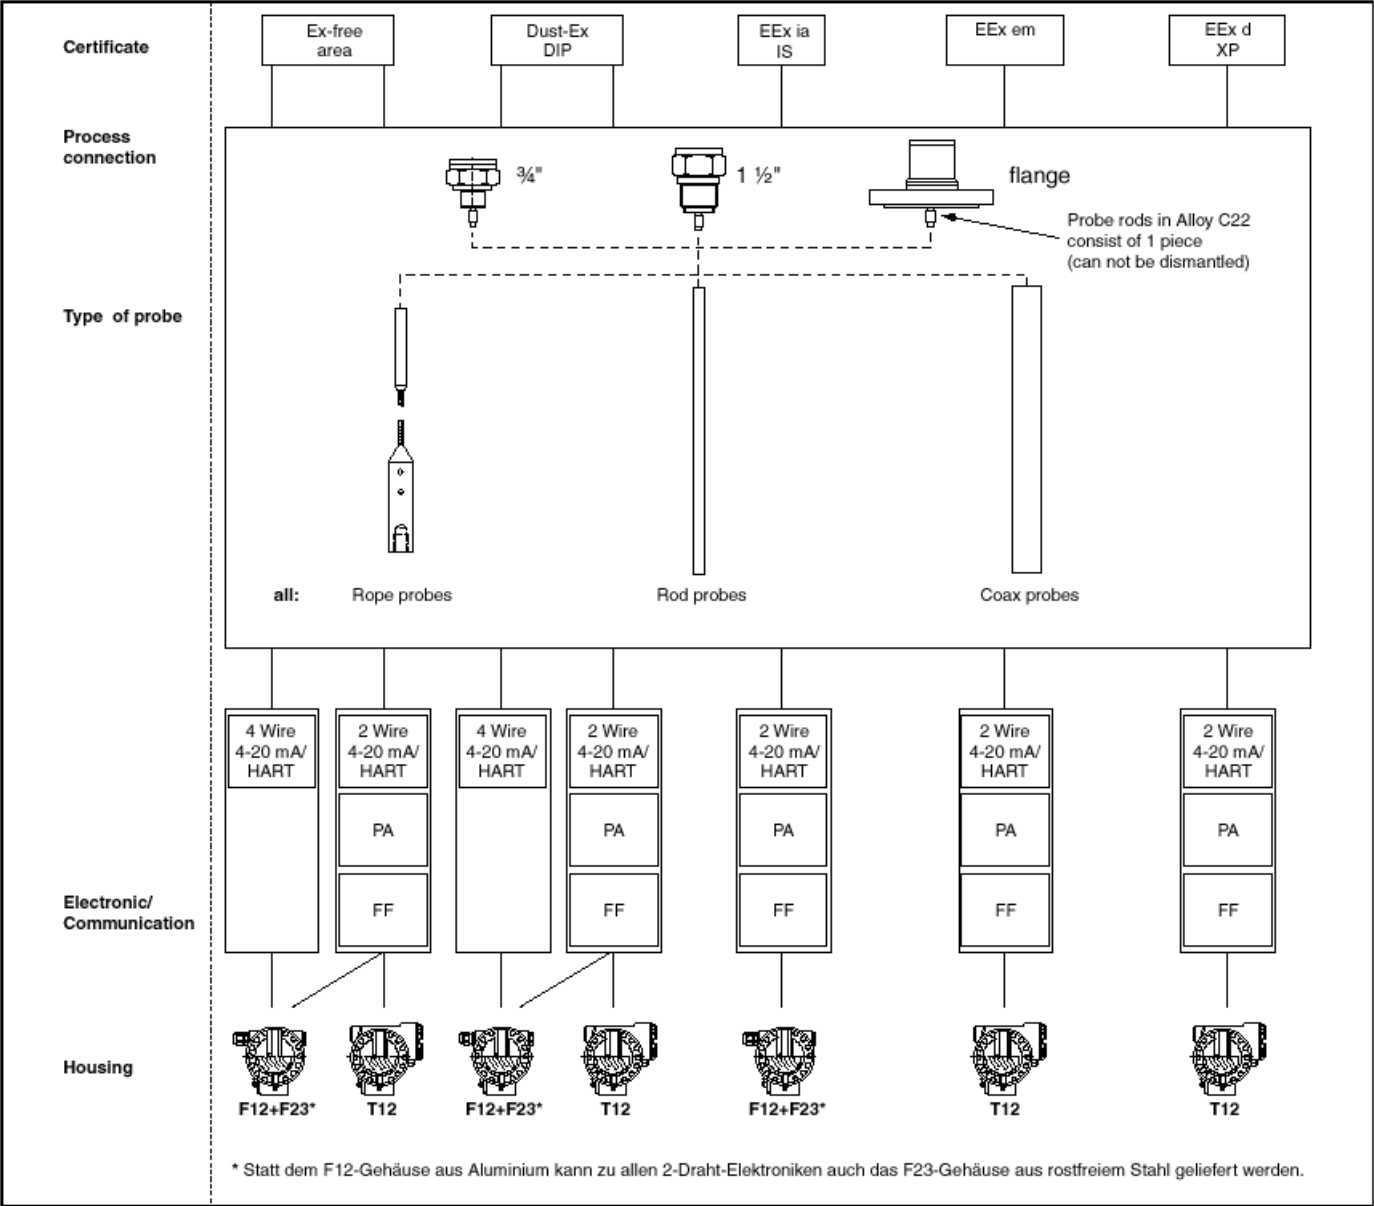 Certificate
Ex-free
area
Dust-Ex
DIP
EEx ia
IS
EEx em
EEx d
XP
Process
connection
¾"
1 ½"
flange
Probe rods in Alloy C22
consist of 1 piece
(can not be dismantled)
Type of probe
all:
Rope probes
Rod probes
Coax probes
4 Wire
4-20 mA/
HART
2 Wire
4-20 mA/
HART
4 Wire
4-20 mA/
HART
2 Wire
4-20 mA/
HART
2 Wire
4-20 mA/
HART
2 Wire
4-20 mA/
HART
2 Wire
4-20 mA/
HART
PA
PA
PA
PA
PA
Electronic/
Communication
FF
FF
FF
FF
FF
Housing
F12+F23*
T12
F12+F23*
T12
F12+F23*
T12
T12
* Statt dem F12-Gehäuse aus Aluminium kann zu allen 2-Draht-Elektroniken auch das F23-Gehäuse aus rostfreiem Stahl geliefert werden.